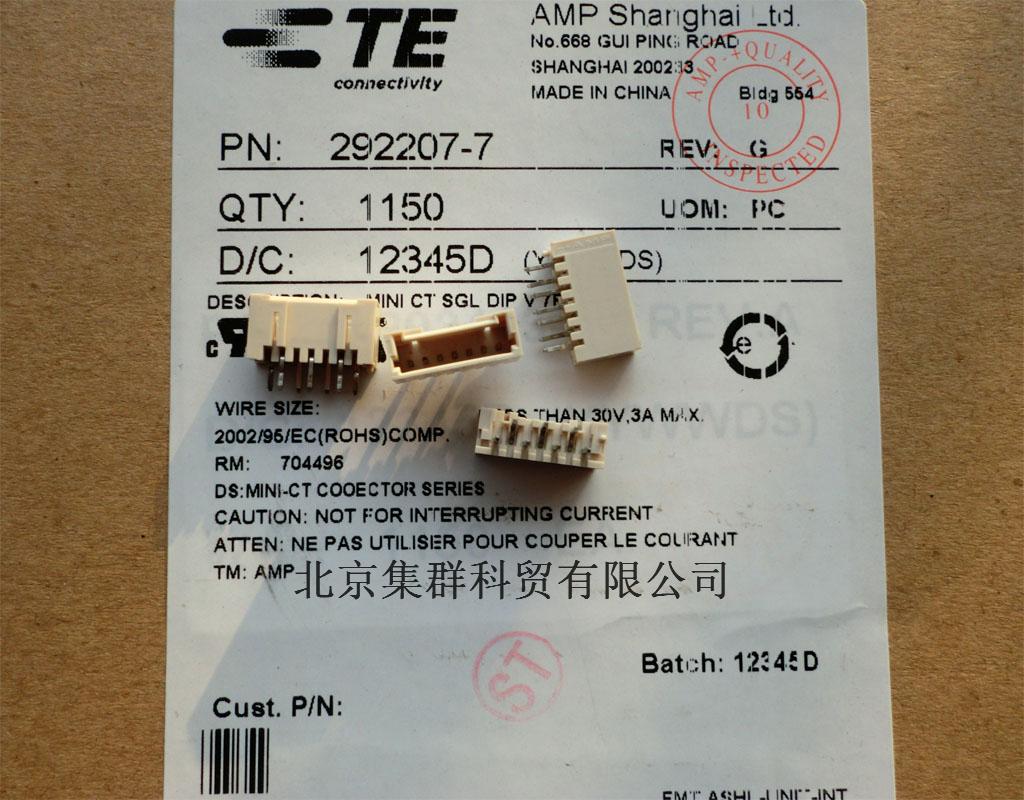 TE
connectivity
AMP Shanghai Ltd.
No.668 GUI PING ROAD
SHANGHAI 200233
MADE IN CHINA Bldg 554
AMP-+QUALITY
10
INSPECTED
PN: 292207-7 REV: G
QTY: 1150 UOM: PC
D/C: 12345D DS)
MINI CT SGL DIP V
REV:A
WWDS)
WIRE SIZE: THAN 30V,3A MAX.
2002/95/EC(ROHS)COMP.
RM: 704496
DS:MINI-CT COOECTOR SERIES
CAUTION: NOT FOR INTERRUPTING CURRENT
ATTEN: NE PAS UTILISER POUR COUPER LE COURANT
TM: AMP
北京集群科贸有限公司
ST
Batch: 12345D
Cust. P/N: